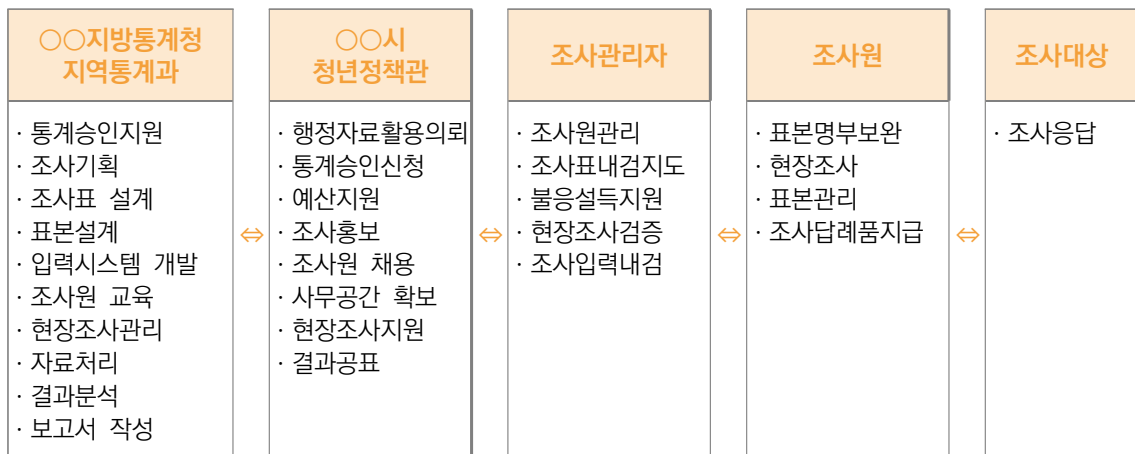 ○○지방통계청
지역통계과
· 통계승인지원
· 조사기획
· 조사표 설계
· 표본설계
· 입력시스템 개발
· 조사원 교육
· 현장조사관리
· 자료처리
· 결과분석
· 보고서 작성
⇔
○○시
청년정책관
· 행정자료활용의뢰
· 통계승인신청
· 예산지원
· 조사홍보
· 조사원 채용
· 사무공간 확보
· 현장조사지원
· 결과공표
⇔
조사관리자
· 조사원관리
· 조사표내검지도
· 불응설득지원
· 현장조사검증
· 조사입력내검
⇔
조사원
· 표본명부보완
· 현장조사
· 표본관리
· 조사답례품지급
⇔
조사대상
· 조사응답